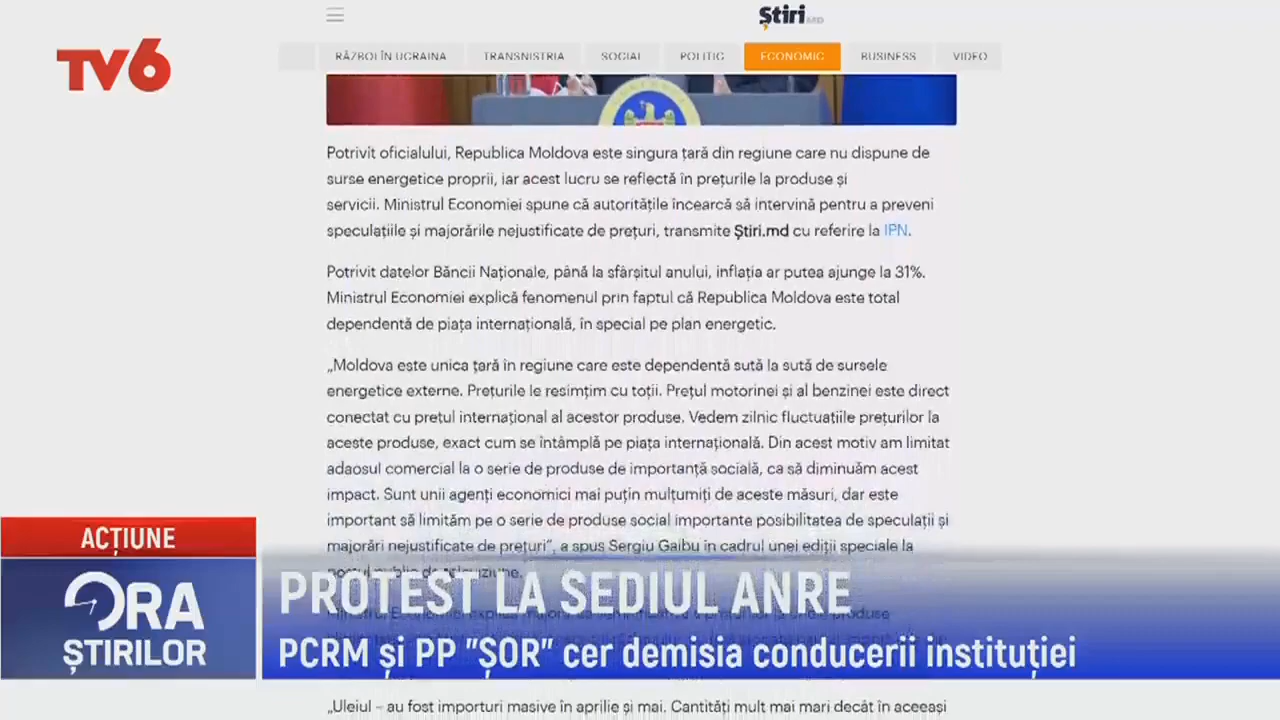 Știri.MD
TV6
RĂZBOI ÎN UCRAINA
TRANSNISTRIA
SOCIAL
POLITIC
ECONOMIC
BUSINESS
VIDEO
Potrivit oficialului, Republica Moldova este singura țară din regiune care nu dispune de
surse energetice proprii, iar acest lucru se reflectă în prețurile la produse și
servicii. Ministrul Economiei spune că autoritățile încearcă să intervină pentru a preveni
speculațiile și majorările nejustificate de prețuri, transmite Știri.md cu referire la IPN.
Potrivit datelor Băncii Naționale, până la sfârșitul anului, inflația ar putea ajunge la 31%.
Ministrul Economiei explică fenomenul prin faptul că Republica Moldova este total
dependentă de piața internațională, în special pe plan energetic.
„Moldova este unica țară în regiune care este dependentă sută la sută de sursele
energetice externe. Prețurile le resimțim cu toții. Prețul motorinei și al benzinei este direct
conectat cu prețul internațional al acestor produse. Vedem zilnic fluctuațiile prețurilor la
aceste produse, exact cum se întâmplă pe piața internațională. Din acest motiv am limitat
adaosul comercial la o serie de produse de importanță socială, ca să diminuăm acest
impact. Sunt unii agenți economici mai puțin mulțumiți de aceste măsuri, dar este
important să limităm pe o serie de produse social importante posibilitatea de speculații și
majorări nejustificate de prețuri”, a spus Sergiu Gaibu în cadrul unei ediții speciale la
ACȚIUNE
ORA
ȘTIRILOR
PROTEST LA SEDIUL ANRE
PCRM și PP "ȘOR" cer demisia conducerii instituției
„Uleiul – au fost importuri masive în aprilie și mai. Cantități mult mai mari decât în aceeași